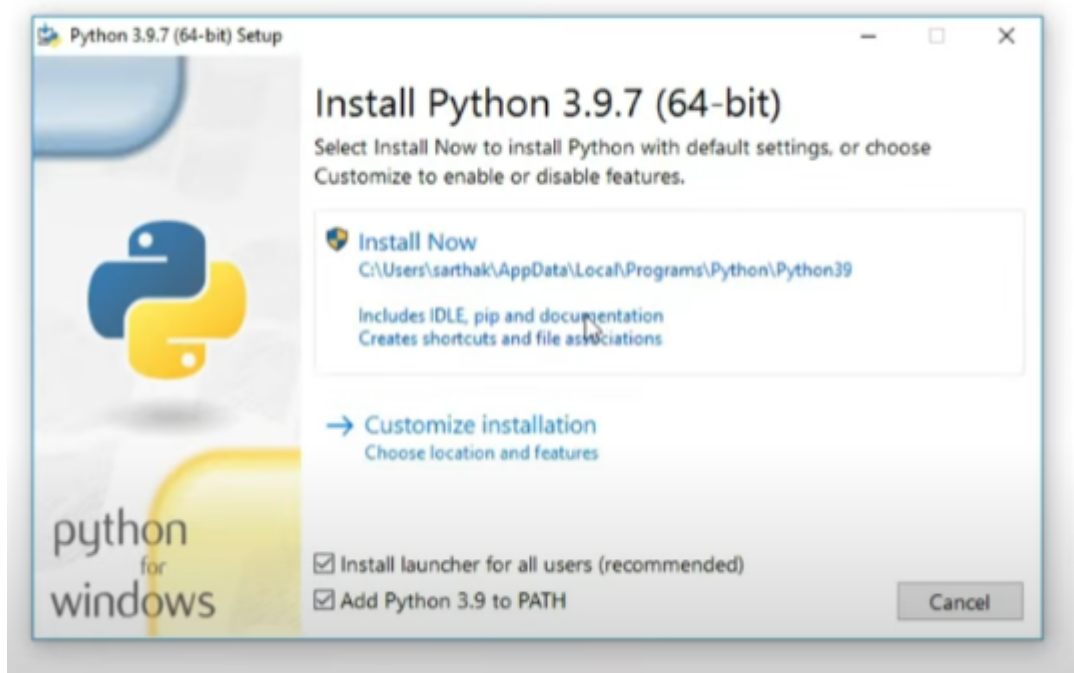 Python 3.9.7 (64-bit) Setup
Install Python 3.9.7 (64-bit)
Select Install Now to install Python with default settings, or choose
Customize to enable or disable features.
Install Now
C:\Users\sarthak\AppData\Local\Programs\Python\Python39
Includes IDLE, pip and documentation
Creates shortcuts and file associations
Customize installation
Choose location and features
python
for
windows
Install launcher for all users (recommended)
Add Python 3.9 to PATH
Cancel